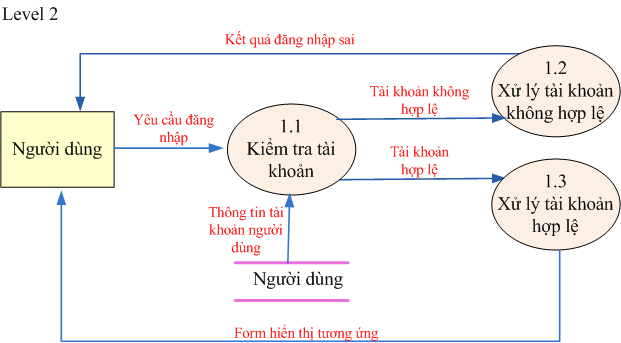 Level 2
Kết quả đăng nhập sai
1.2
Xử lý tài khoản
không hợp lệ
Tài khoản không
hợp lệ
Yêu cầu đăng
nhập
1.1
Kiểm tra tài
khoản
Người dùng
Tài khoản
hợp lệ
1.3
Xử lý tài khoản
hợp lệ
Thông tin tài
khoản người
dùng
Người dùng
Form hiển thị tương ứng